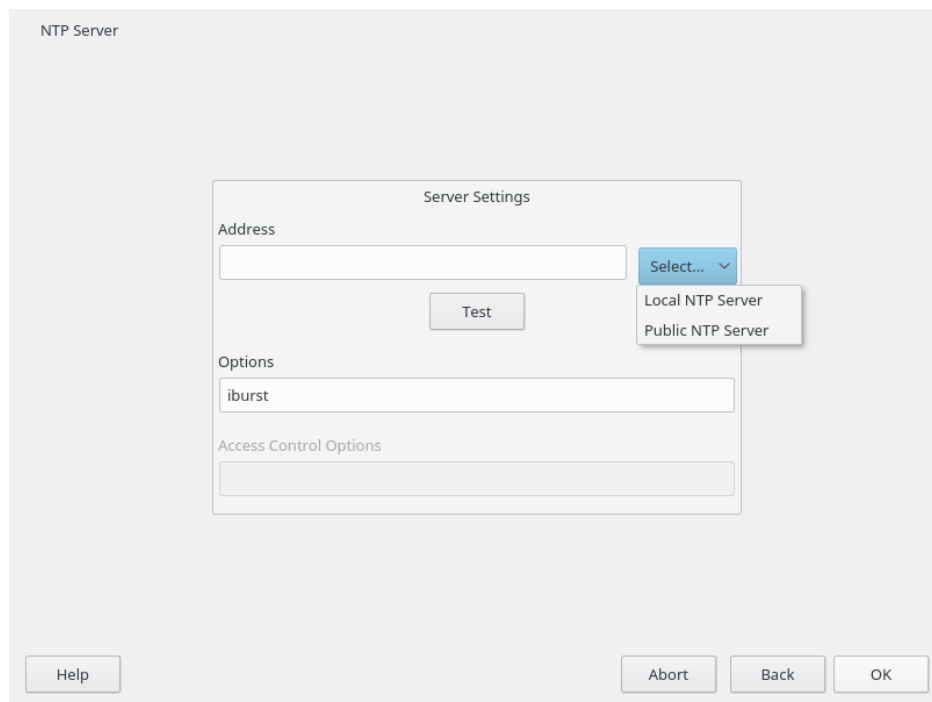 NTP Server
Server Settings
Address
Select...
Local NTP Server
Public NTP Server
Test
Options
iburst
Access Control Options
Help
Abort
Back
OK